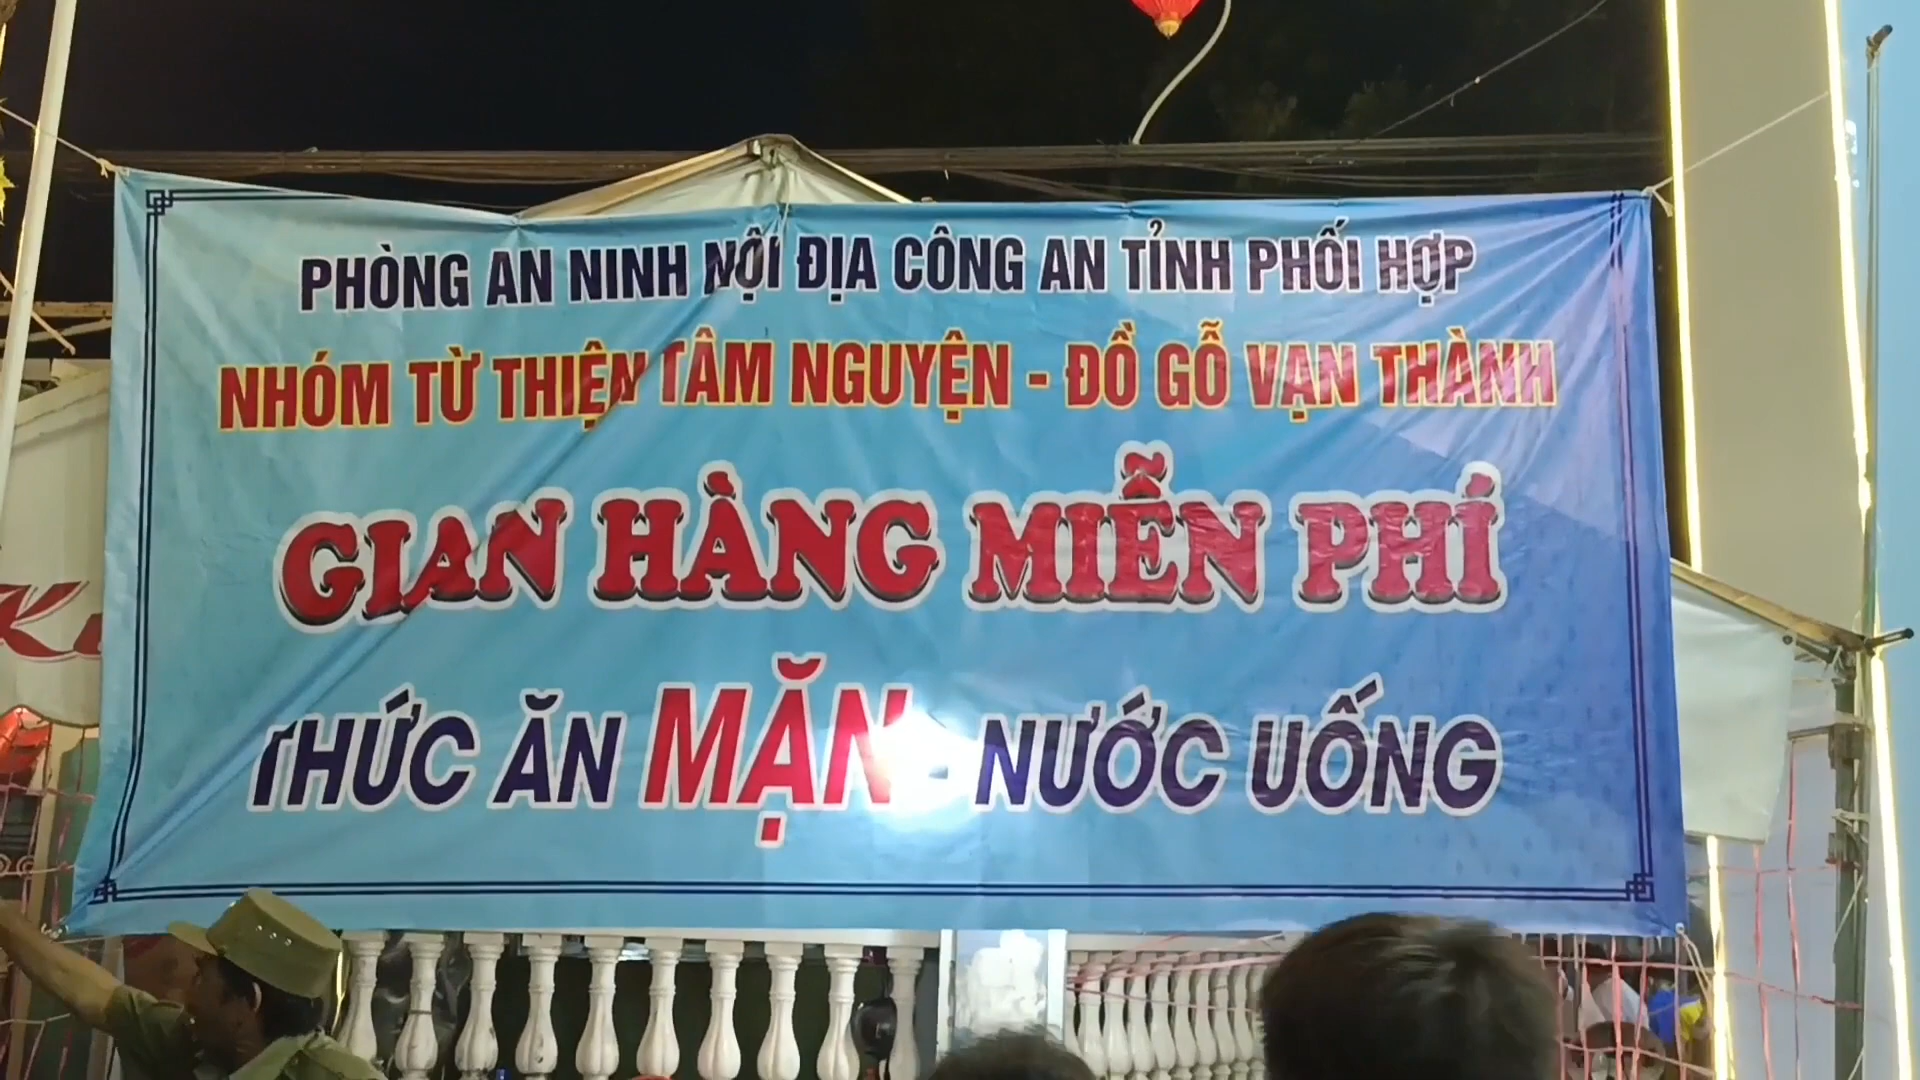 PHÒNG AN NINH NỘI ĐỊA CÔNG AN TỈNH PHỐI HỢP
NHÓM TỪ THIỆN TÂM NGUYỆN - ĐỒ GỖ VẠN THÀNH
GIAN HÀNG MIỄN PHÍ
THỨC ĂN MẶN - NƯỚC UỐNG